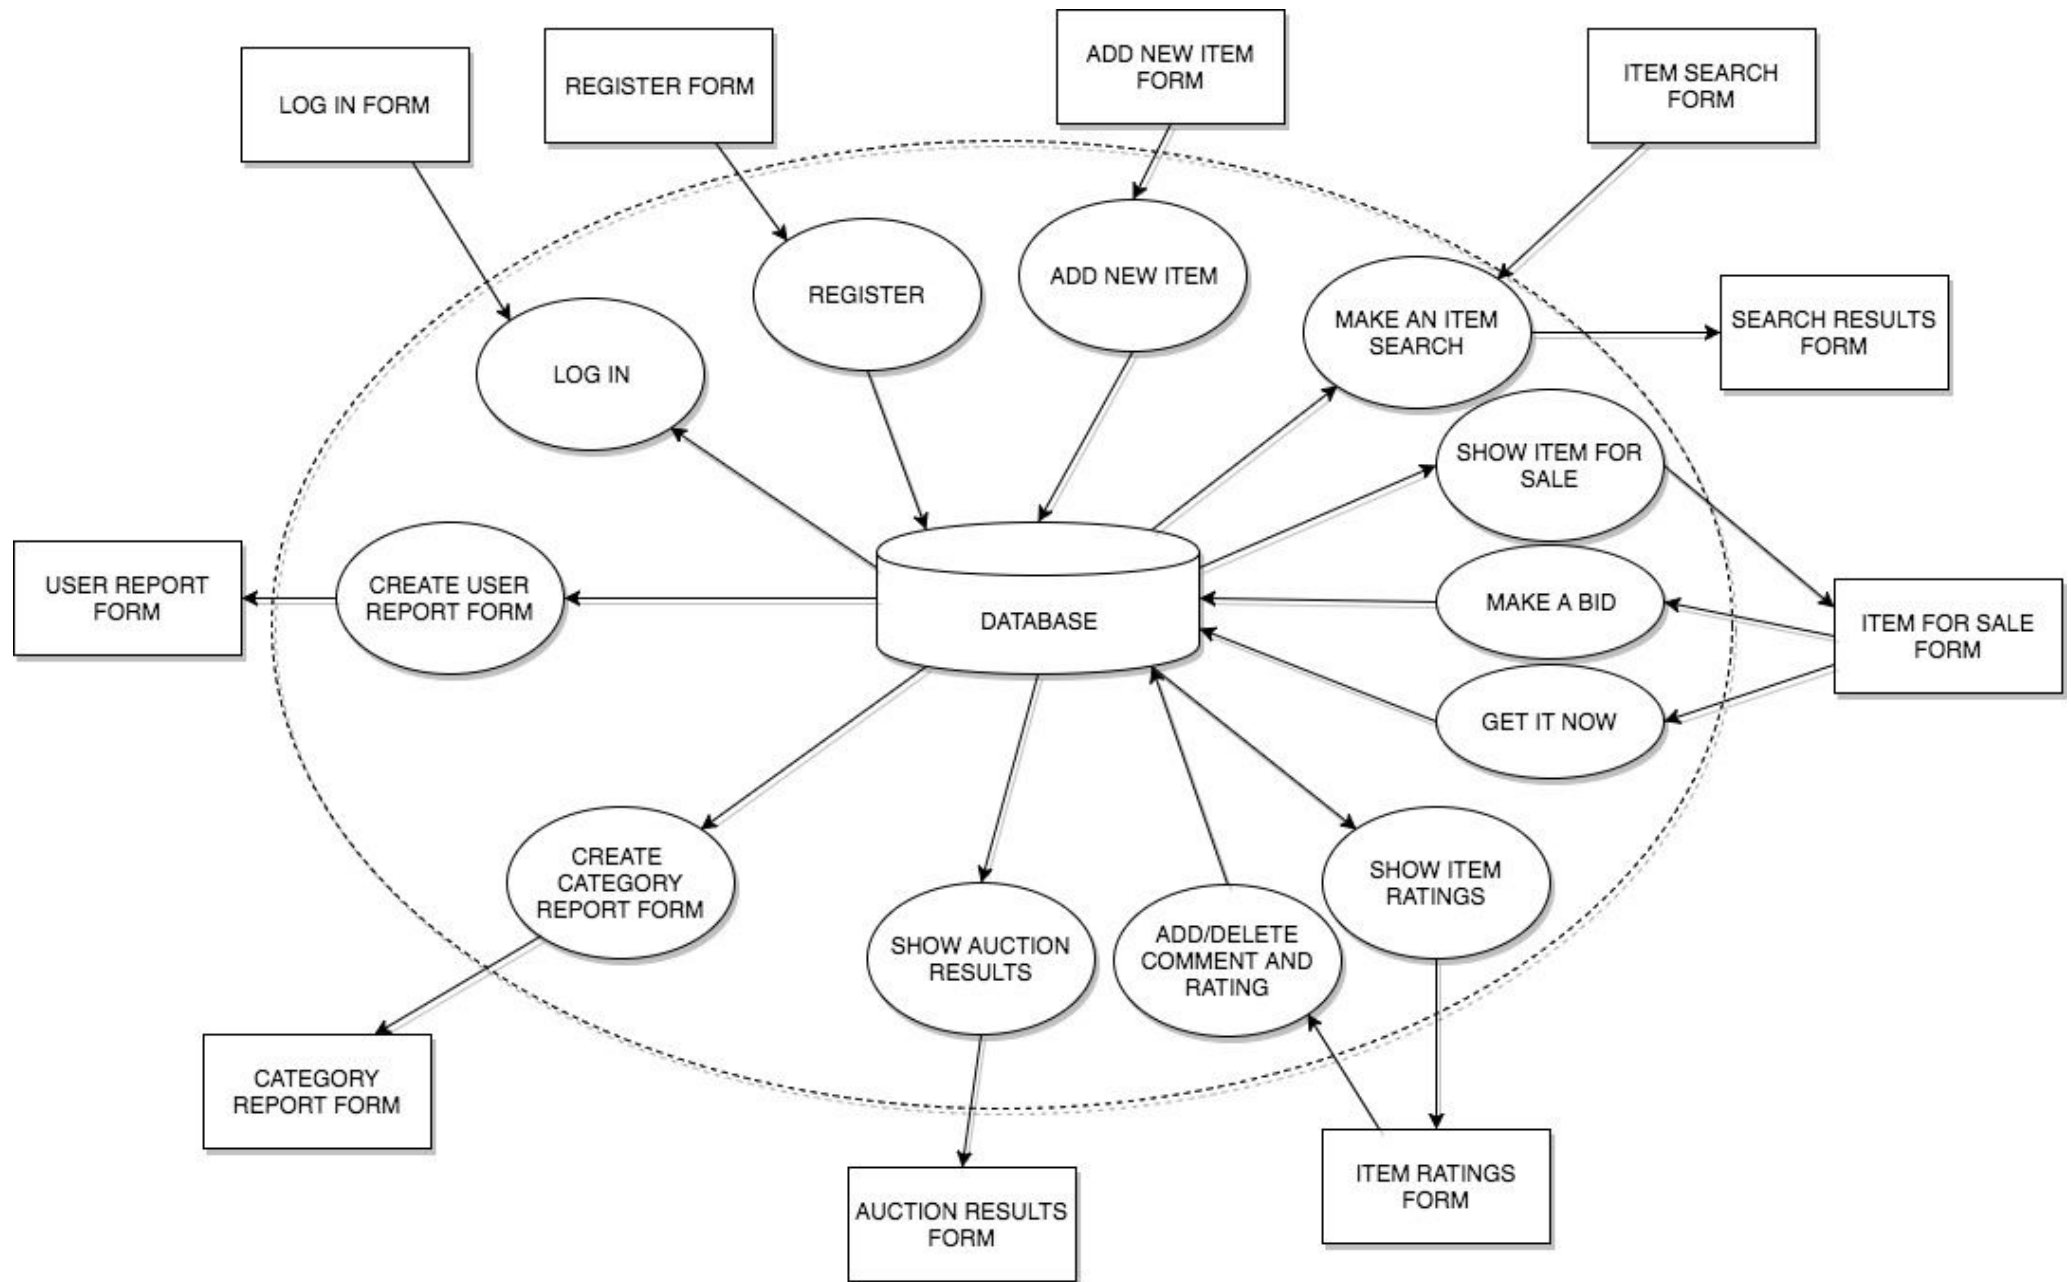 LOG IN FORM
REGISTER FORM
ADD NEW ITEM
FORM
ITEM SEARCH
FORM
REGISTER
ADD NEW ITEM
MAKE AN ITEM
SEARCH
SEARCH RESULTS
FORM
LOG IN
SHOW ITEM FOR
SALE
USER REPORT
FORM
CREATE USER
REPORT FORM
DATABASE
MAKE A BID
ITEM FOR SALE
FORM
GET IT NOW
CREATE
CATEGORY
REPORT FORM
SHOW AUCTION
RESULTS
ADD/DELETE
COMMENT AND
RATING
SHOW ITEM
RATINGS
CATEGORY
REPORT FORM
AUCTION RESULTS
FORM
ITEM RATINGS
FORM